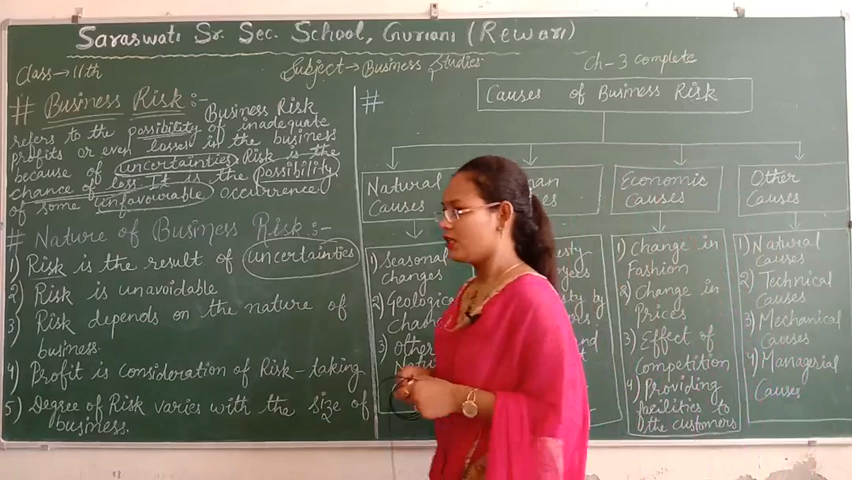 Saraswati Sr. Sec. School, Guriani (Rewari)
Class→11th
Subject→Business Studies
Ch-3 complete
# Business Risk:-
Business Risk
refers to the possibility of inadequate
profits or even losses in the business
because of uncertainties Risk is the
chance of loss. It is the possibility
of some unfavourable occurrence.
# Nature of Business Risk:-
1) Risk is the result of uncertainties
2) Risk is unavoidable
3) Risk depends on the nature of
business.
4) Profit is consideration of Risk-taking
5) Degree of Risk varies with the size of
business.
#
Causes of Business Risk
Natural
Causes
Economic
Causes
Other
Causes
1) Seasonal
changes
2)
3) Other
1) Change in
Fashion
2) Change in
Prices
3) Effect of
Competition
4) Providing
facilities to
the customers
1) Natural
Causes
2) Technical
Causes
3) Mechanical
Causes
4) Managerial
Causes